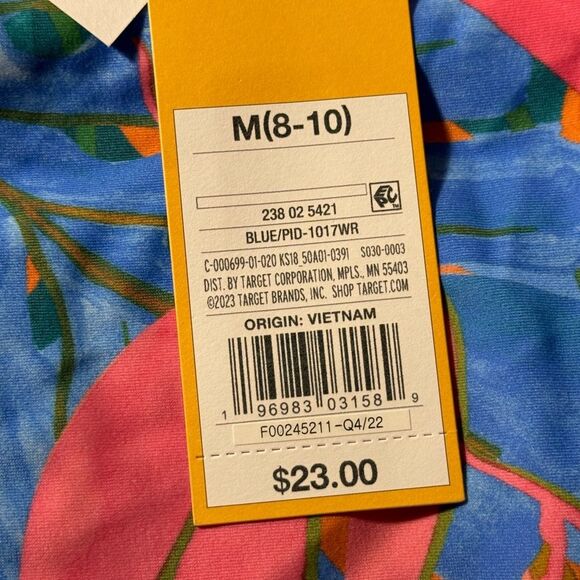 M(8-10)
238 02 5421
BLUE/PID-1017WR
C-000699-01-020 KS18 50A01-0391 S030-0003
DIST. BY TARGET CORPORATION, MPLS., MN 55403
©2023 TARGET BRANDS, INC. SHOP TARGET.COM
ORIGIN: VIETNAM
1 96983 03158 9
F00245211-Q4/22
$23.00